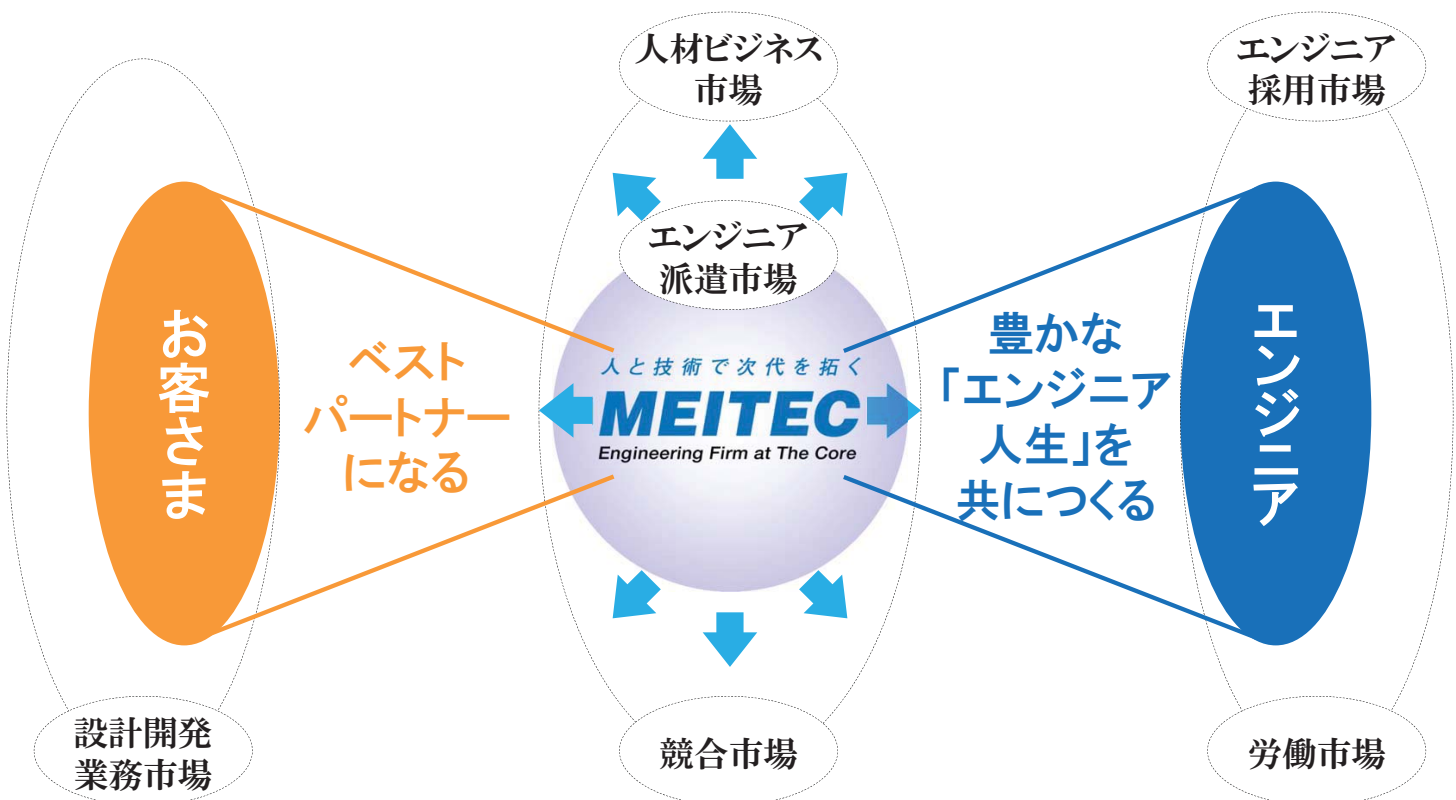 人材ビジネス
市場
エンジニア
採用市場
エンジニア
派遣市場
お客さま
ベスト
パートナー
になる
人と技術で次代を拓く
MEITEC
Engineering Firm at The Core
豊かな
「エンジニア
人生」を
共につくる
エンジニア
設計開発
業務市場
競合市場
労働市場